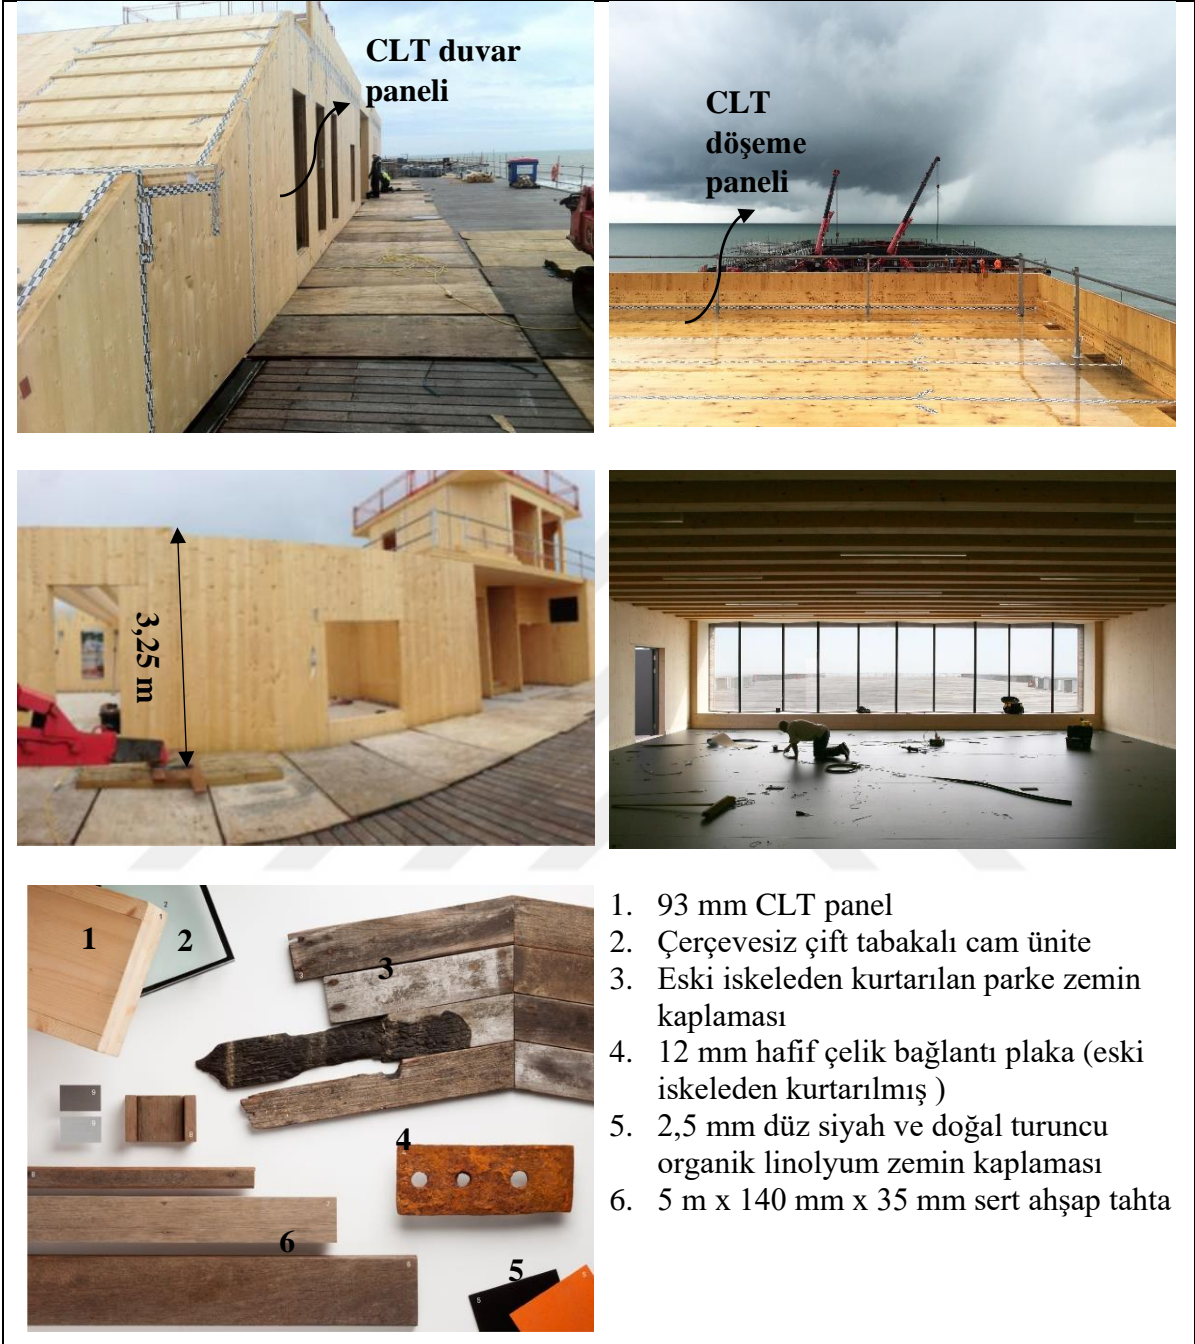 CLT duvar
paneli
CLT
döşeme
paneli
3,25 m
1
2
3
4
5
6
1. 93 mm CLT panel
2. Çerçevesiz çift tabakalı cam ünite
3. Eski iskeleden kurtarılan parke zemin
kaplaması
4. 12 mm hafif çelik bağlantı plaka (eski
iskeleden kurtarılmış )
5. 2,5 mm düz siyah ve doğal turuncu
organik linolyum zemin kaplaması
6. 5 m x 140 mm x 35 mm sert ahşap tahta